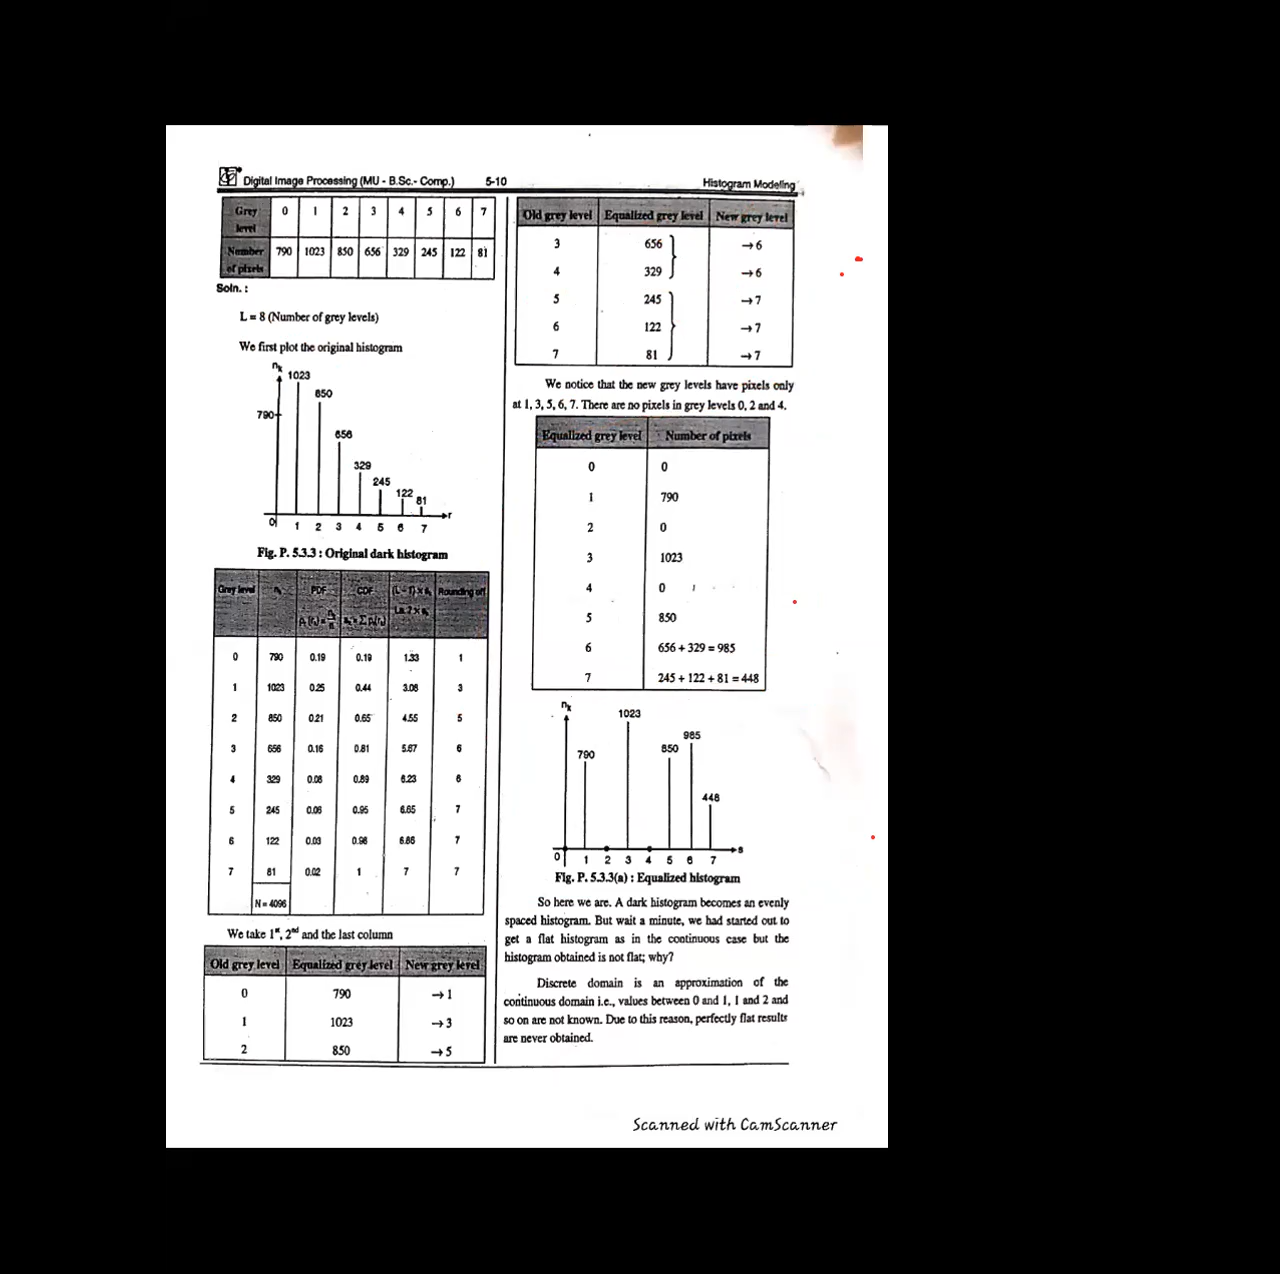 Digital Image Processing (MU - B.Sc.- Comp.) 5-10 Histogram Modeling
Grey level 0 1 2 3 4 5 6 7
Number of pixels 790 1023 850 656 329 245 122 81
Soln. :
L = 8 (Number of grey levels)
We first plot the original histogram
nk
1023
850
790
656
329
245
122
81
0 1 2 3 4 5 6 7 r
Fig. P. 5.3.3 : Original dark histogram
Grey level nk PDF CDF (L - 1) × sk Rounding off
i.e. 7 × sk
0 790 0.19 0.19 1.33 1
1 1023 0.25 0.44 3.08 3
2 850 0.21 0.65 4.55 5
3 656 0.16 0.81 5.67 6
4 329 0.08 0.89 6.23 6
5 245 0.06 0.95 6.65 7
6 122 0.03 0.98 6.86 7
7 81 0.02 1 7 7
N = 4096
We take 1st, 2nd and the last column
Old grey level Equalized grey level New grey level
0 790 →1
1 1023 →3
2 850 →5
Old grey level Equalized grey level New grey level
3 656 →6
4 329 →6
5 245 →7
6 122 →7
7 81 →7
We notice that the new grey levels have pixels only
at 1, 3, 5, 6, 7. There are no pixels in grey levels 0, 2 and 4.
Equalized grey level Number of pixels
0 0
1 790
2 0
3 1023
4 0
5 850
6 656 + 329 = 985
7 245 + 122 + 81 = 448
nk
1023
985
850
790
448
0 1 2 3 4 5 6 7 s
Fig. P. 5.3.3(a) : Equalized histogram
So here we are. A dark histogram becomes an evenly
spaced histogram. But wait a minute, we had started out to
get a flat histogram as in the continuous case but the
histogram obtained is not flat; why?
Discrete domain is an approximation of the
continuous domain i.e., values between 0 and 1, 1 and 2 and
so on are not known. Due to this reason, perfectly flat results
are never obtained.
Scanned with CamScanner